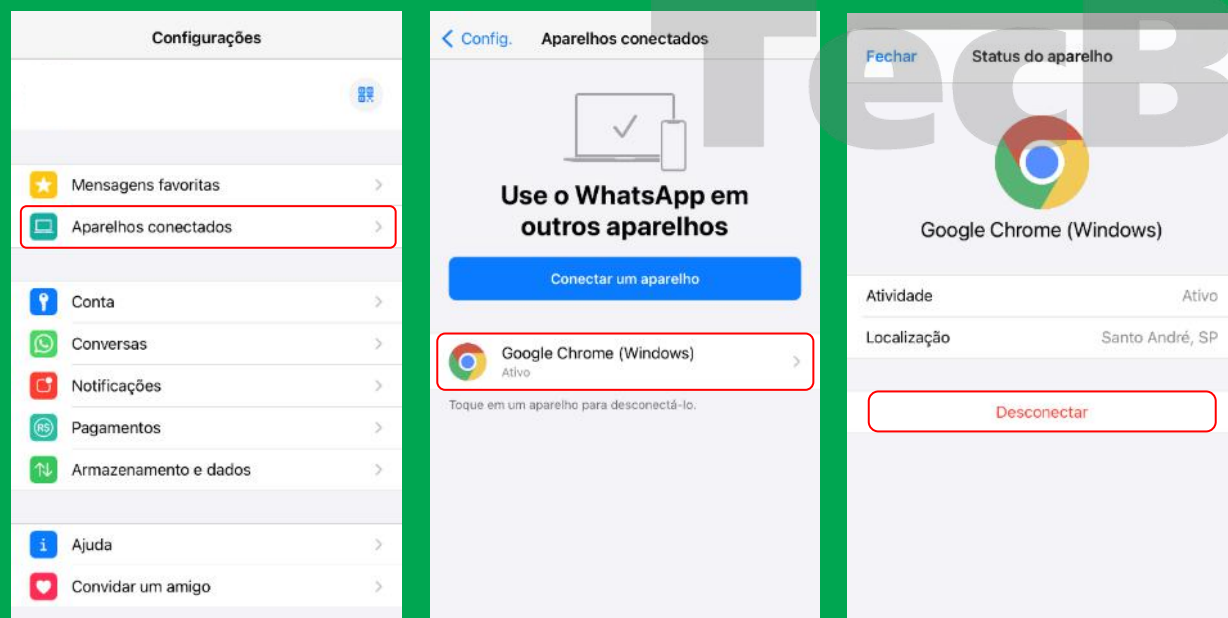 Configurações
Mensagens favoritas
Aparelhos conectados
Conta
Conversas
Notificações
Pagamentos
Armazenamento e dados
Ajuda
Convidar um amigo
Config.
Aparelhos conectados
Use o WhatsApp em
outros aparelhos
Conectar um aparelho
Google Chrome (Windows)
Ativo
Toque em um aparelho para desconectá-lo.
TecB
Fechar
Status do aparelho
Google Chrome (Windows)
Atividade
Ativo
Localização
Santo André, SP
Desconectar
R$
i